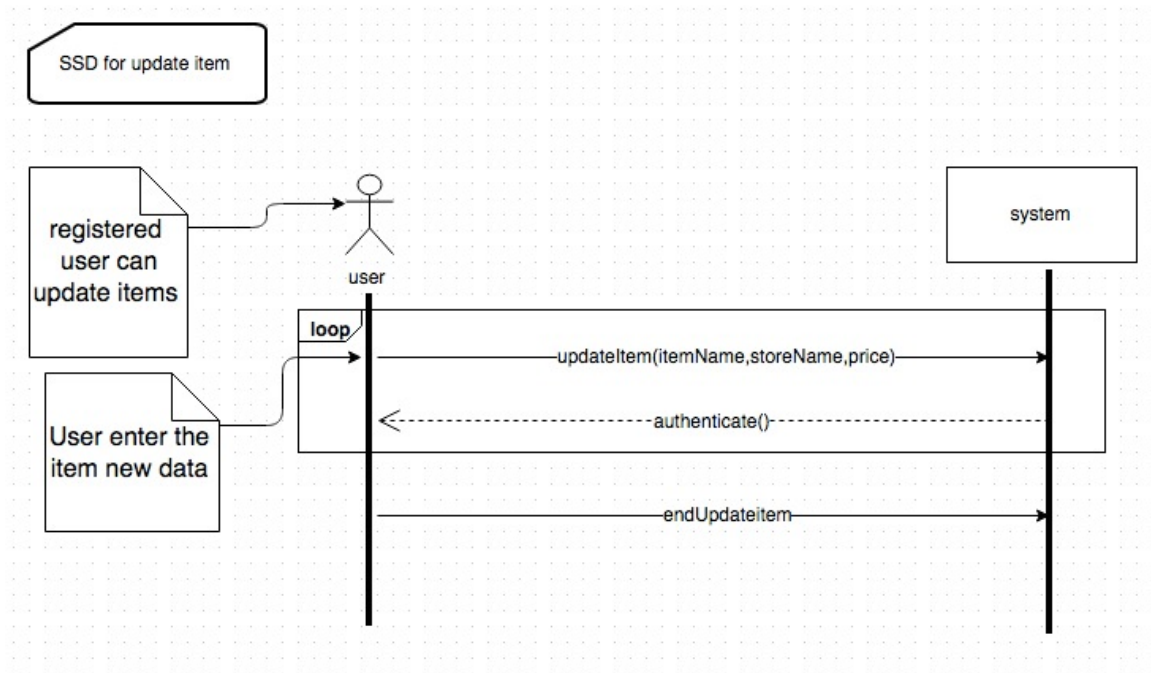 SSD for update item
registered
user can
update items
user
system
loop
updateItem(itemName,storeName,price)
authenticate()
User enter the
item new data
endUpdateitem